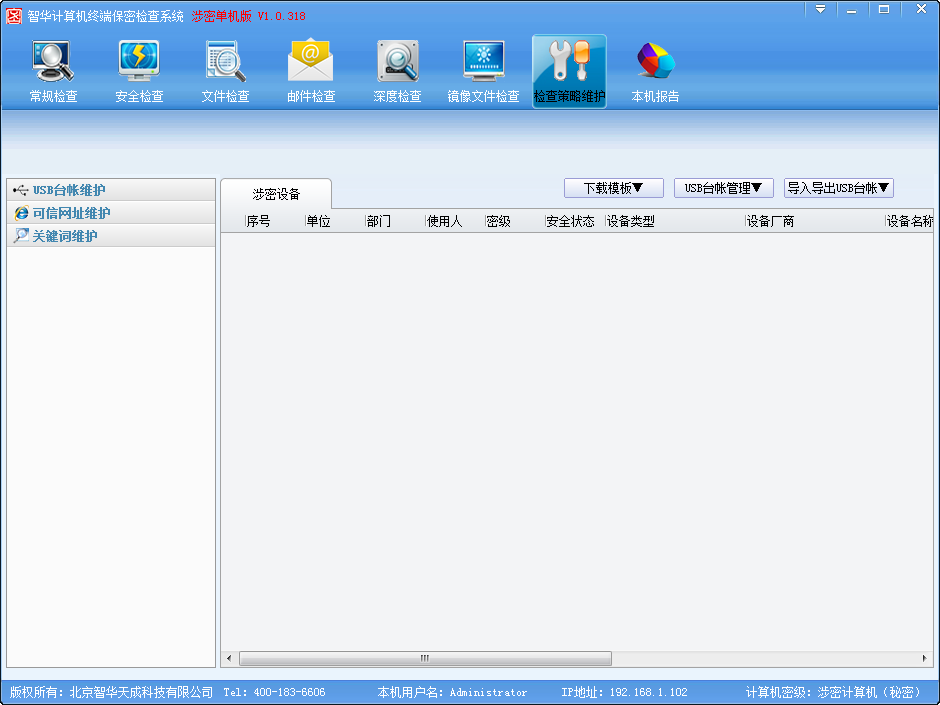 智华计算机终端保密检查系统 涉密单机版 V1.0.318
常规检查 安全检查 文件检查 邮件检查 深度检查 镜像文件检查 检查策略维护 本机报告
USB台帐维护
可信网址维护
关键词维护
涉密设备 下载模板▼ USB台帐管理▼ 导入导出USB台帐▼
序号 单位 部门 使用人 密级 安全状态 设备类型 设备厂商 设备名称
版权所有：北京智华天成科技有限公司 Tel：400-183-6606 本机用户名：Administrator IP地址：192.168.1.102 计算机密级：涉密计算机（秘密）